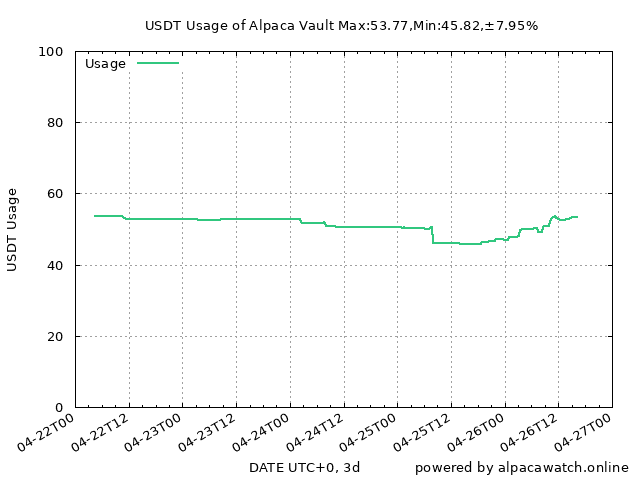 USDT Usage of Alpaca Vault Max:53.77,Min:45.82,±7.95%
Usage
USDT Usage
100
80
60
40
20
0
04-22T00
04-22T12
04-23T00
04-23T12
04-24T00
04-24T12
04-25T00
04-25T12
04-26T00
04-26T12
04-27T00
DATE UTC+0, 3d
powered by alpacawatch.online